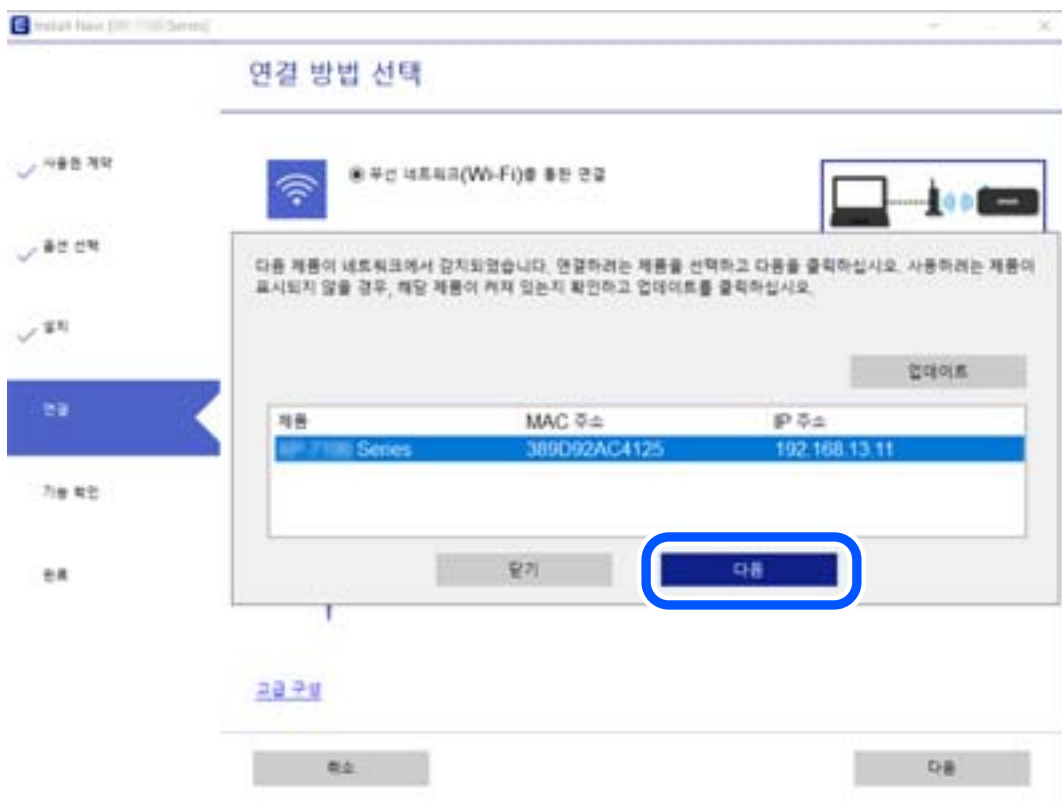 Install Navi [ Series]
연결 방법 선택
사용권 계약
옵션 선택
설치
연결
기능 확인
완료
무선 네트워크(Wi-Fi)를 통한 연결
다음 제품이 네트워크에서 감지되었습니다. 연결하려는 제품을 선택하고 다음을 클릭하십시오. 사용하려는 제품이
표시되지 않을 경우, 해당 제품이 켜져 있는지 확인하고 업데이트를 클릭하십시오.
업데이트
제품 MAC 주소 IP 주소
Series 389D92AC4125 192.168.13.11
닫기 다음
고급 구성
취소 다음